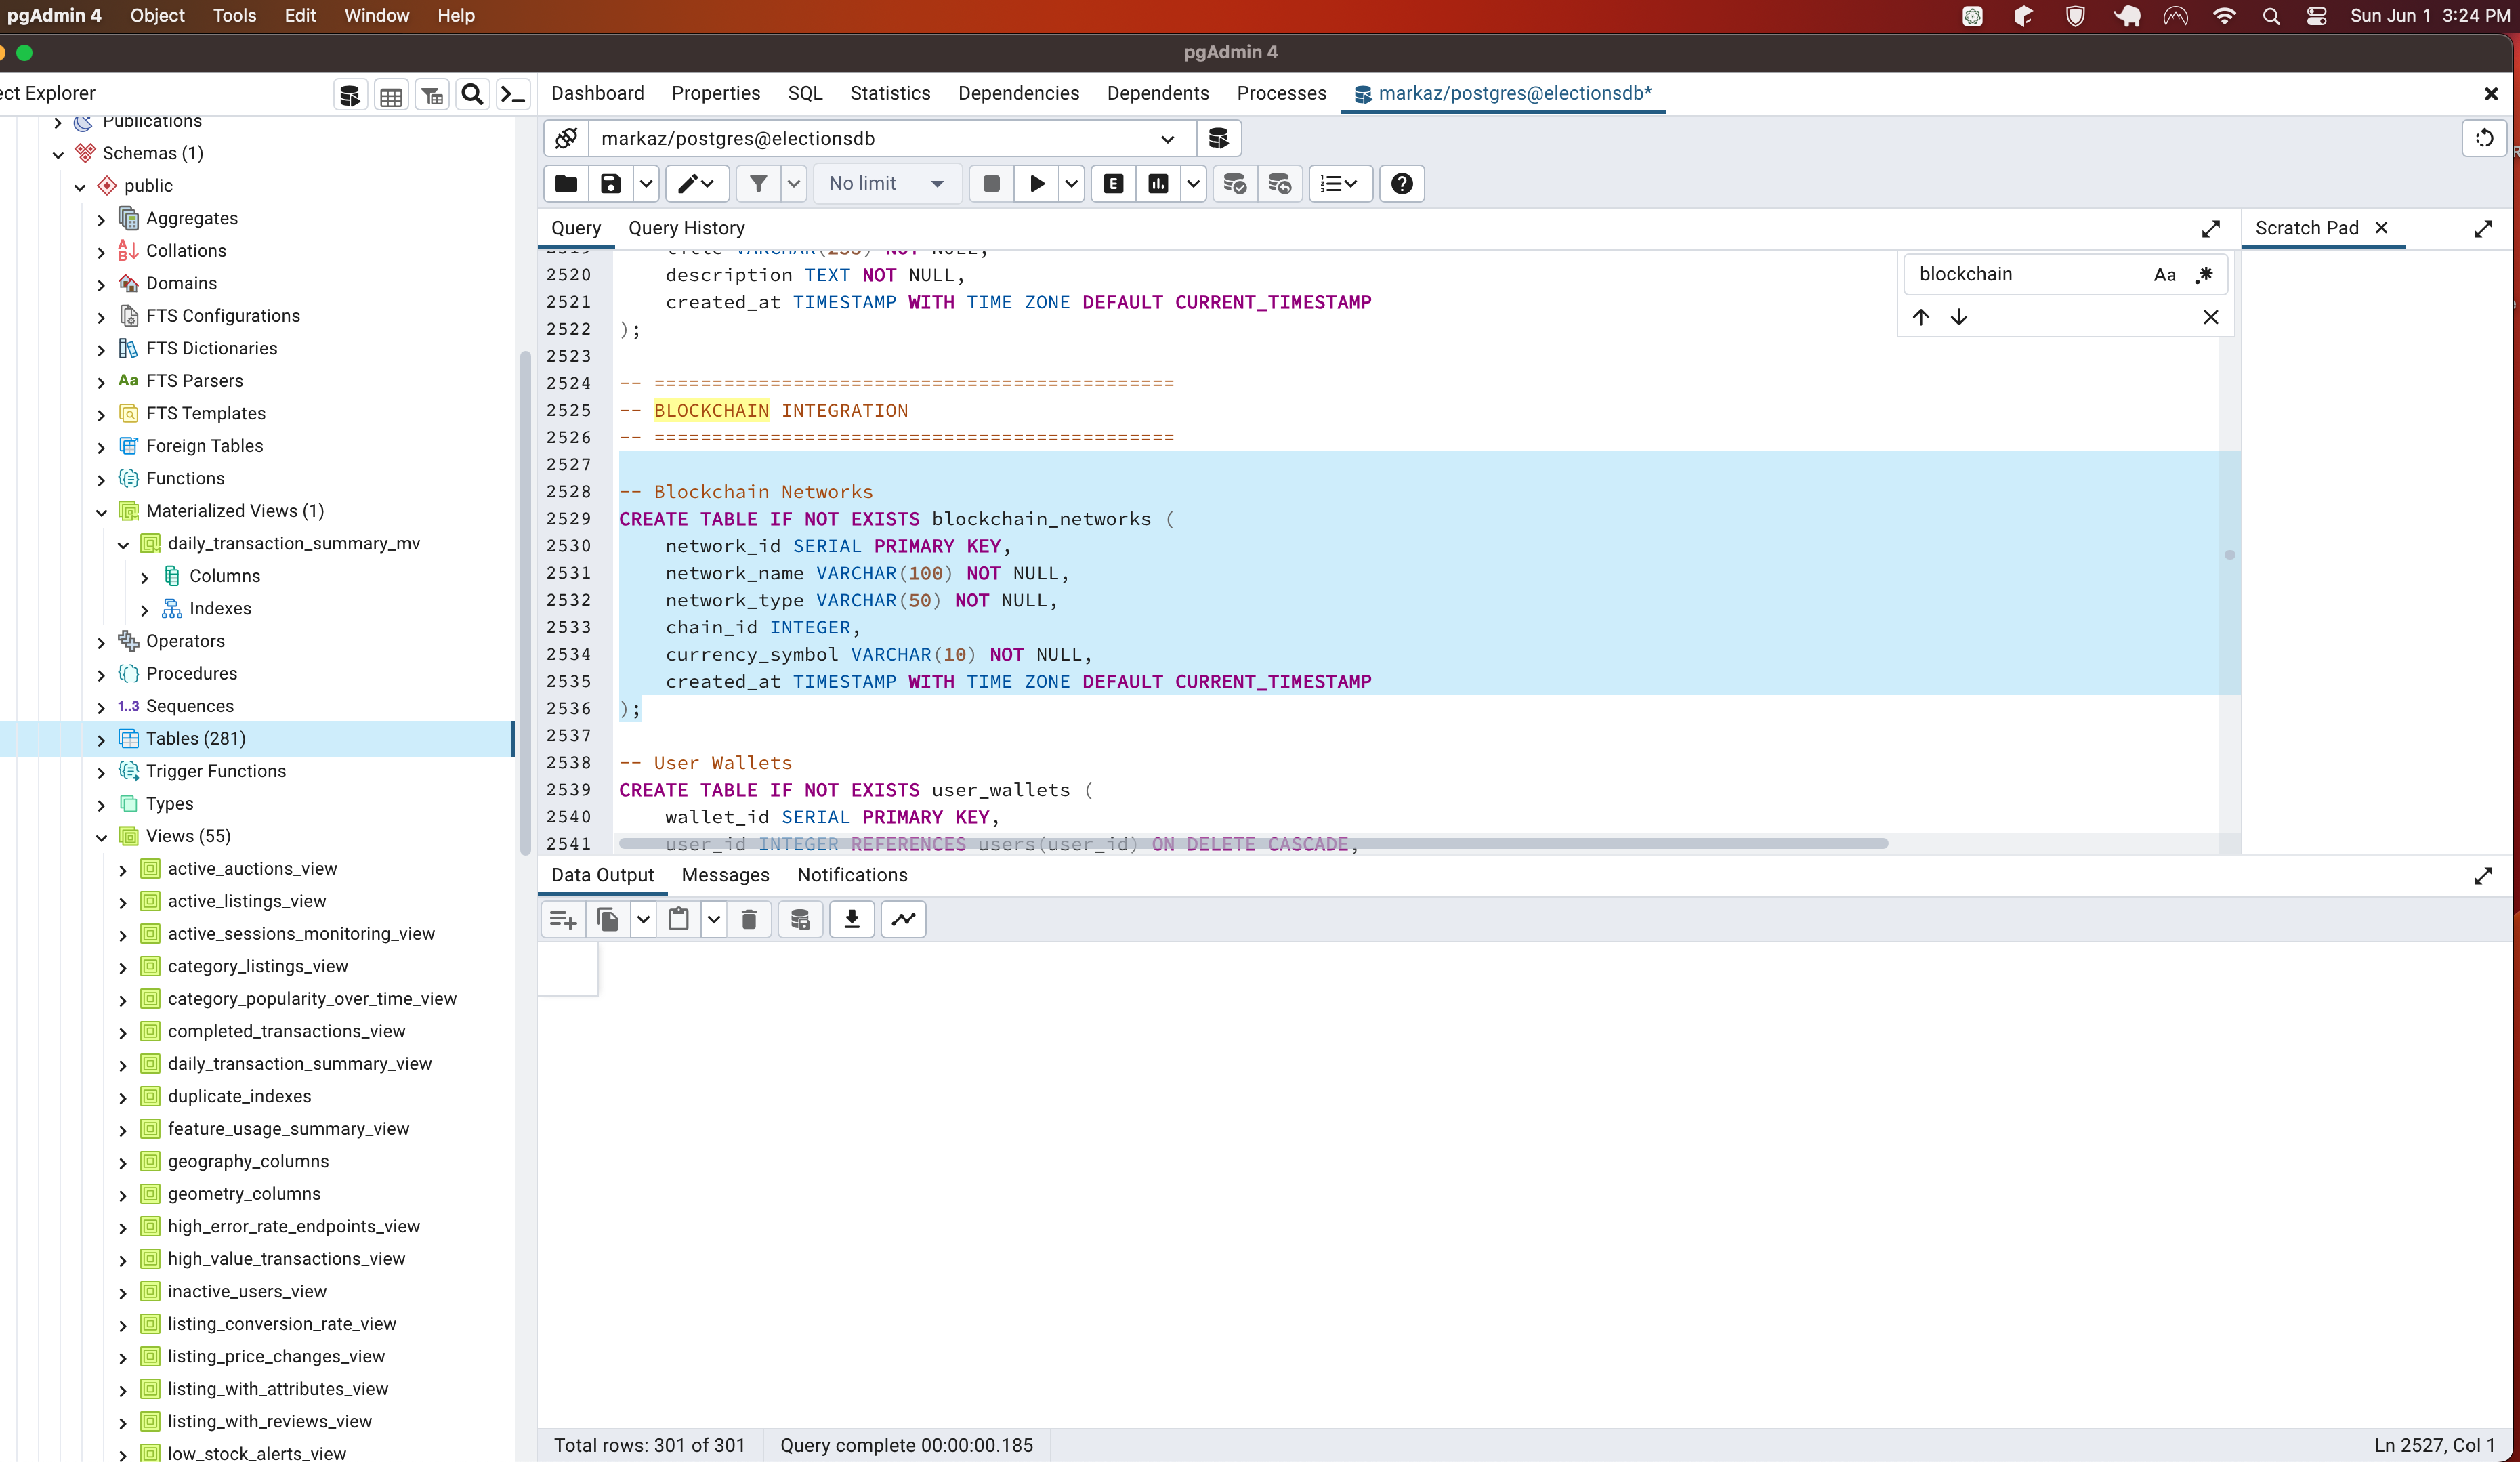 pgAdmin 4 Object Tools Edit Window Help Sun Jun 1 3:24 PM
pgAdmin 4
ect Explorer
Publications
Schemas (1)
public
Aggregates
Collations
Domains
FTS Configurations
FTS Dictionaries
Aa FTS Parsers
FTS Templates
Foreign Tables
Functions
Materialized Views (1)
daily_transaction_summary_mv
Columns
Indexes
Operators
Procedures
1..3 Sequences
Tables (281)
Trigger Functions
Types
Views (55)
active_auctions_view
active_listings_view
active_sessions_monitoring_view
category_listings_view
category_popularity_over_time_view
completed_transactions_view
daily_transaction_summary_view
duplicate_indexes
feature_usage_summary_view
geography_columns
geometry_columns
high_error_rate_endpoints_view
high_value_transactions_view
inactive_users_view
listing_conversion_rate_view
listing_price_changes_view
listing_with_attributes_view
listing_with_reviews_view
low_stock_alerts_view
Dashboard Properties SQL Statistics Dependencies Dependents Processes markaz/postgres@electionsdb*
markaz/postgres@electionsdb
No limit
Query Query History
Scratch Pad
blockchain Aa .*
2519 title VARCHAR(255) NOT NULL,
2520 description TEXT NOT NULL,
2521 created_at TIMESTAMP WITH TIME ZONE DEFAULT CURRENT_TIMESTAMP
2522 );
2523
2524 -- =============================================
2525 -- BLOCKCHAIN INTEGRATION
2526 -- =============================================
2527
2528 -- Blockchain Networks
2529 CREATE TABLE IF NOT EXISTS blockchain_networks (
2530 network_id SERIAL PRIMARY KEY,
2531 network_name VARCHAR(100) NOT NULL,
2532 network_type VARCHAR(50) NOT NULL,
2533 chain_id INTEGER,
2534 currency_symbol VARCHAR(10) NOT NULL,
2535 created_at TIMESTAMP WITH TIME ZONE DEFAULT CURRENT_TIMESTAMP
2536 );
2537
2538 -- User Wallets
2539 CREATE TABLE IF NOT EXISTS user_wallets (
2540 wallet_id SERIAL PRIMARY KEY,
2541 user_id INTEGER REFERENCES users(user_id) ON DELETE CASCADE,
Data Output Messages Notifications
Total rows: 301 of 301 Query complete 00:00:00.185 Ln 2527, Col 1